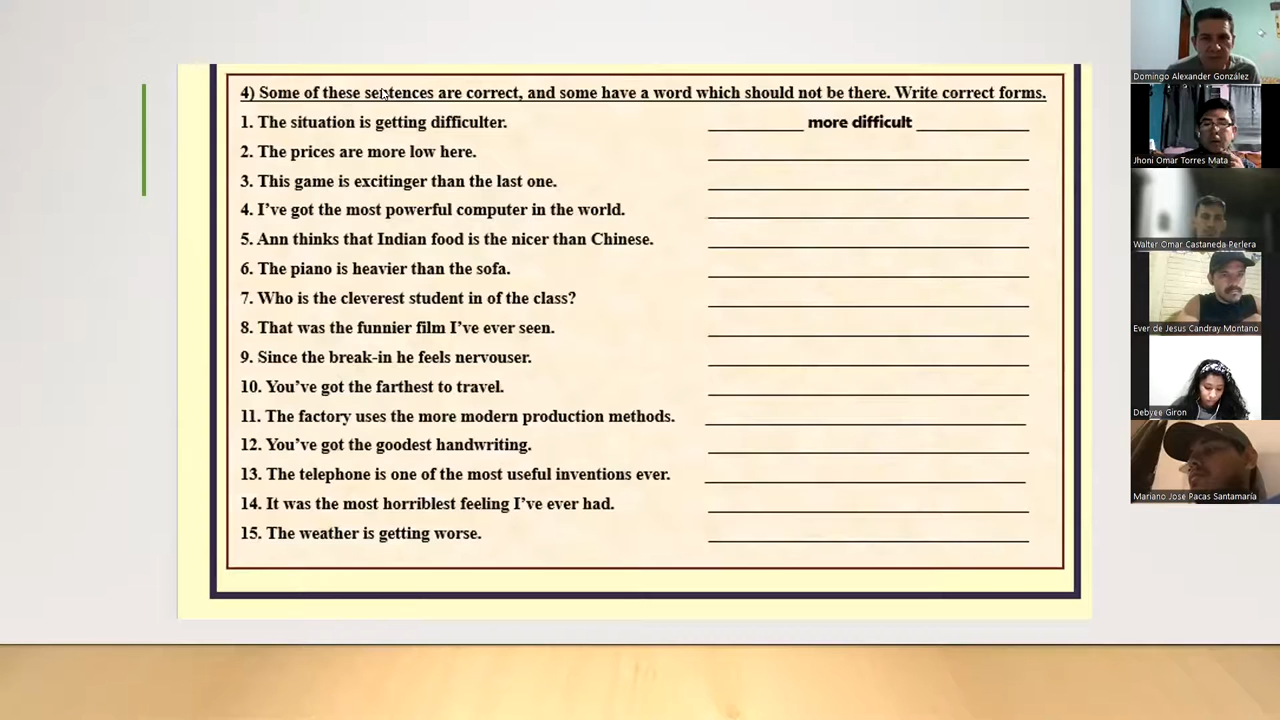 4) Some of these sentences are correct, and some have a word which should not be there. Write correct forms.
1. The situation is getting difficulter. __________ more difficult __________
2. The prices are more low here.
3. This game is excitinger than the last one.
4. I’ve got the most powerful computer in the world.
5. Ann thinks that Indian food is the nicer than Chinese.
6. The piano is heavier than the sofa.
7. Who is the cleverest student in of the class?
8. That was the funnier film I’ve ever seen.
9. Since the break-in he feels nervouser.
10. You’ve got the farthest to travel.
11. The factory uses the more modern production methods.
12. You’ve got the goodest handwriting.
13. The telephone is one of the most useful inventions ever.
14. It was the most horriblest feeling I’ve ever had.
15. The weather is getting worse.
Domingo Alexander González
Jhoni Omar Torres Mata
Walter Omar Castaneda Perlera
Ever de Jesus Candray Montano
Debyee Giron
Mariano José Pacas Santamaría